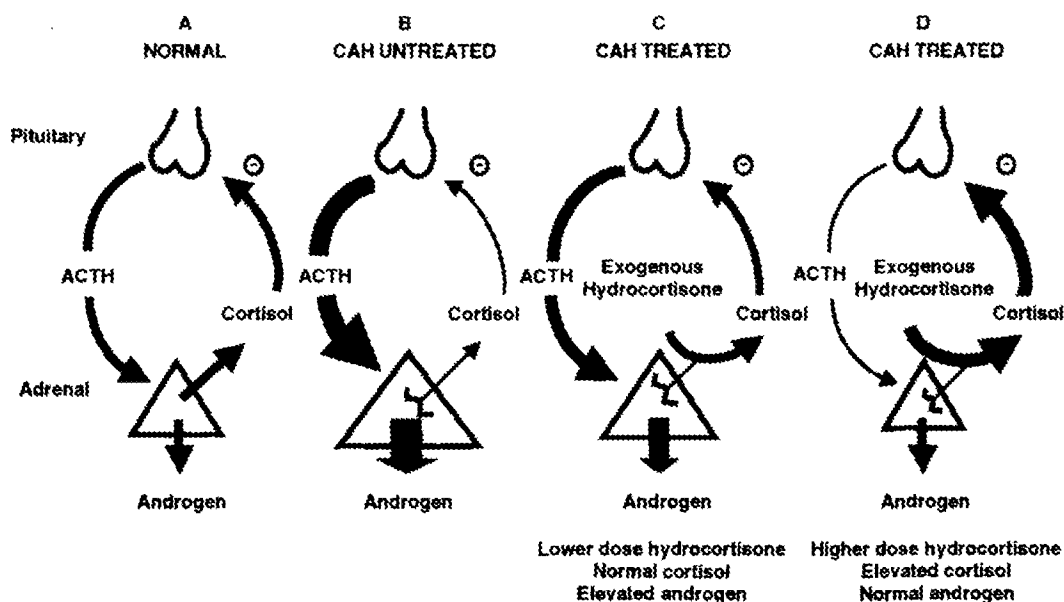 A
NORMAL
B
CAH UNTREATED
C
CAH TREATED
D
CAH TREATED
Pituitary
ACTH
Cortisol
Adrenal
Androgen
ACTH
Cortisol
Androgen
ACTH
Exogenous
Hydrocortisone
Cortisol
Androgen
Lower dose hydrocortisone
Normal cortisol
Elevated androgen
ACTH
Exogenous
Hydrocortisone
Cortisol
Androgen
Higher dose hydrocortisone
Elevated cortisol
Normal androgen